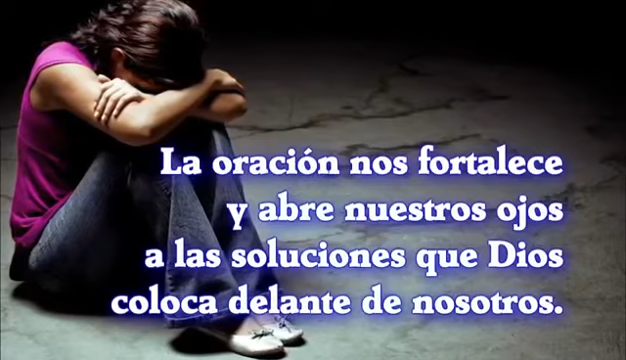 La oración nos fortalece
y abre nuestros ojos
a las soluciones que Dios
coloca delante de nosotros.